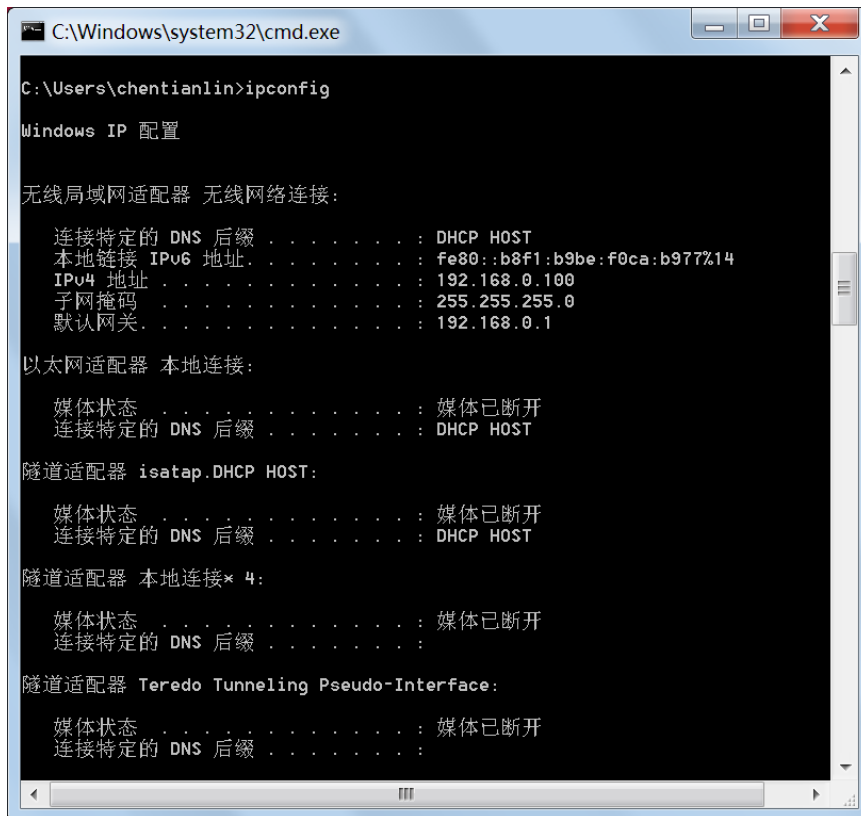 C:\Windows\system32\cmd.exe
C:\Users\chentianlin>ipconfig
Windows IP 配置
无线局域网适配器 无线网络连接:
连接特定的 DNS 后缀 . . . . . . . : DHCP HOST
本地链接 IPv6 地址. . . . . . . . : fe80::b8f1:b9be:f0ca:b977%14
IPv4 地址 . . . . . . . . . . . . : 192.168.0.100
子网掩码  . . . . . . . . . . . . : 255.255.255.0
默认网关. . . . . . . . . . . . . : 192.168.0.1
以太网适配器 本地连接:
媒体状态  . . . . . . . . . . . . : 媒体已断开
连接特定的 DNS 后缀 . . . . . . . : DHCP HOST
隧道适配器 isatap.DHCP HOST:
媒体状态  . . . . . . . . . . . . : 媒体已断开
连接特定的 DNS 后缀 . . . . . . . : DHCP HOST
隧道适配器 本地连接* 4:
媒体状态  . . . . . . . . . . . . : 媒体已断开
连接特定的 DNS 后缀 . . . . . . . :
隧道适配器 Teredo Tunneling Pseudo-Interface:
媒体状态  . . . . . . . . . . . . : 媒体已断开
连接特定的 DNS 后缀 . . . . . . . :